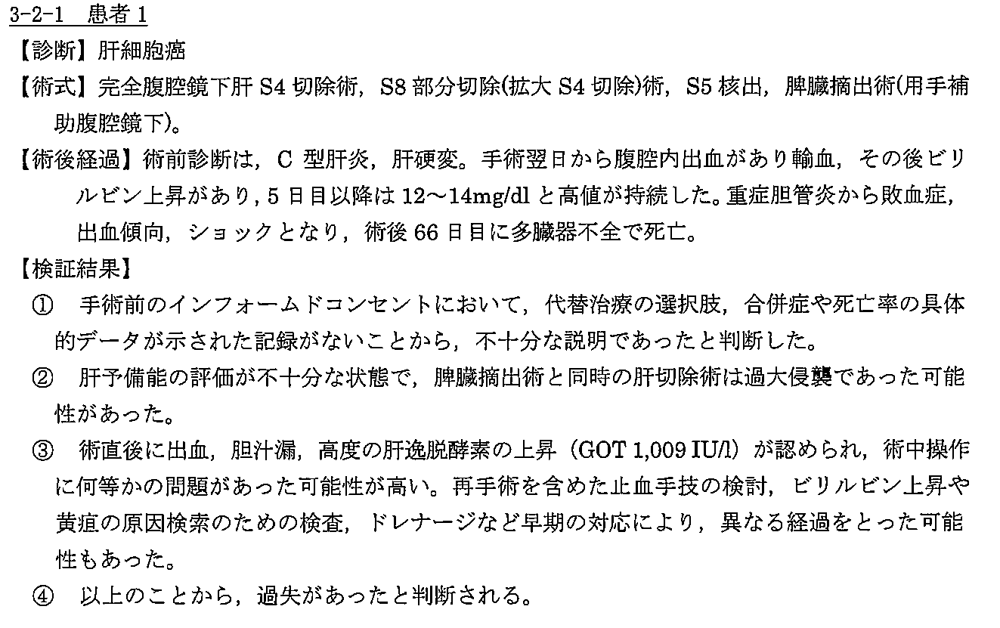 3-2-1　患者 1
【診断】肝細胞癌
【術式】完全腹腔鏡下肝 S4 切除術，S8 部分切除(拡大 S4 切除)術，S5 核出，脾臓摘出術(用手補
助腹腔鏡下)。
【術後経過】術前診断は，C 型肝炎，肝硬変。手術翌日から腹腔内出血があり輸血，その後ビリ
ルビン上昇があり，5 日目以降は 12～14mg/dl と高値が持続した。重症胆管炎から敗血症，
出血傾向，ショックとなり，術後 66 日目に多臓器不全で死亡。
【検証結果】
①　手術前のインフォームドコンセントにおいて，代替治療の選択肢，合併症や死亡率の具体
的データが示された記録がないことから，不十分な説明であったと判断した。
②　肝予備能の評価が不十分な状態で，脾臓摘出術と同時の肝切除術は過大侵襲であった可能
性があった。
③　術直後に出血，胆汁漏，高度の肝逸脱酵素の上昇（GOT 1,009 IU/l）が認められ，術中操作
に何等かの問題があった可能性が高い。再手術を含めた止血手技の検討，ビリルビン上昇や
黄疸の原因検索のための検査，ドレナージなど早期の対応により，異なる経過をとった可能
性もあった。
④　以上のことから，過失があったと判断される。